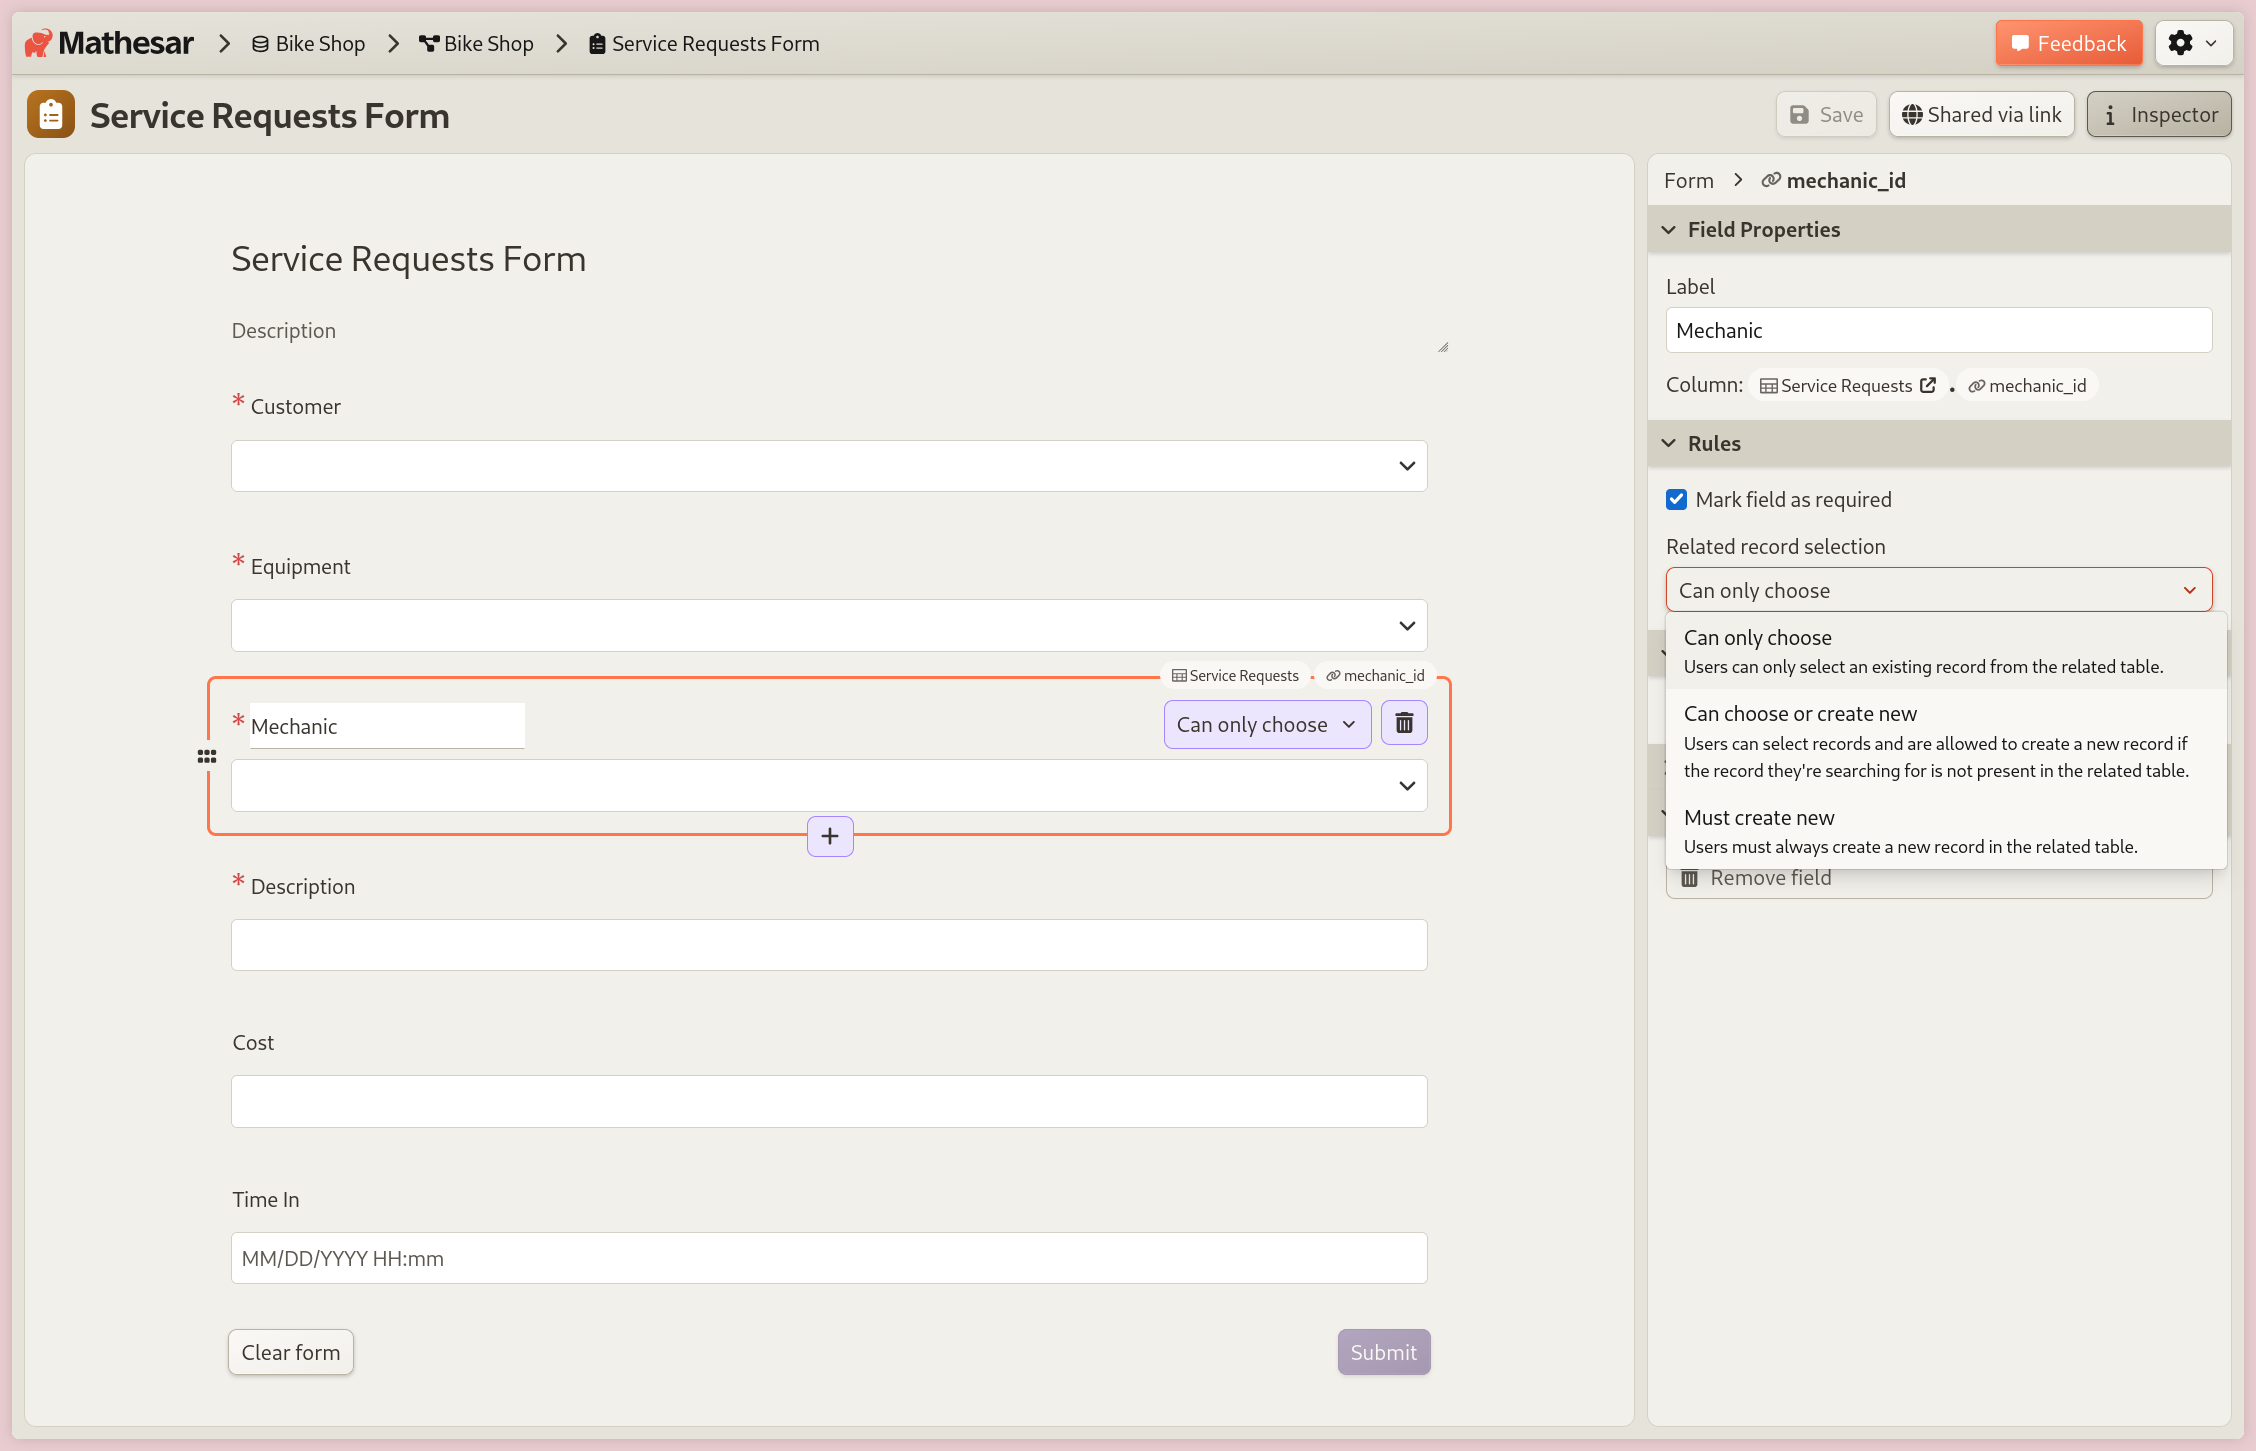 Mathesar
Bike Shop
Bike Shop
Service Requests Form
Feedback
Service Requests Form
Save
Shared via link
Inspector
Service Requests Form
Description
* Customer
* Equipment
Service Requests
mechanic_id
* Mechanic
Can only choose
* Description
Cost
Time In
MM/DD/YYYY HH:mm
Clear form
Submit
Form
mechanic_id
Field Properties
Label
Mechanic
Column: Service Requests . mechanic_id
Rules
Mark field as required
Related record selection
Can only choose
Can only choose
Users can only select an existing record from the related table.
Can choose or create new
Users can select records and are allowed to create a new record if
the record they're searching for is not present in the related table.
Must create new
Users must always create a new record in the related table.
Remove field